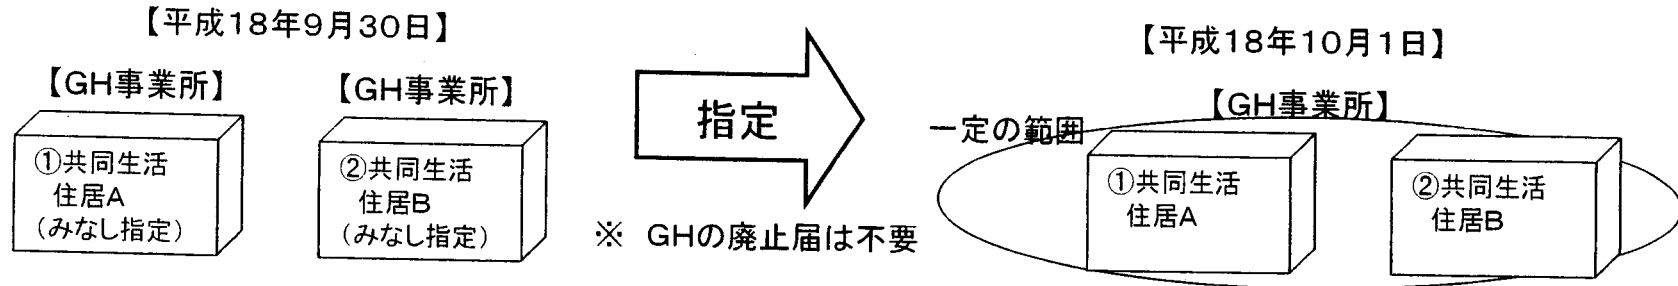 【平成18年9月30日】
【GH事業所】
【GH事業所】
①共同生活
住居A
(みなし指定)
②共同生活
住居B
(みなし指定)
指定
※ GHの廃止届は不要
【平成18年10月1日】
【GH事業所】
一定の範囲
①共同生活
住居A
②共同生活
住居B